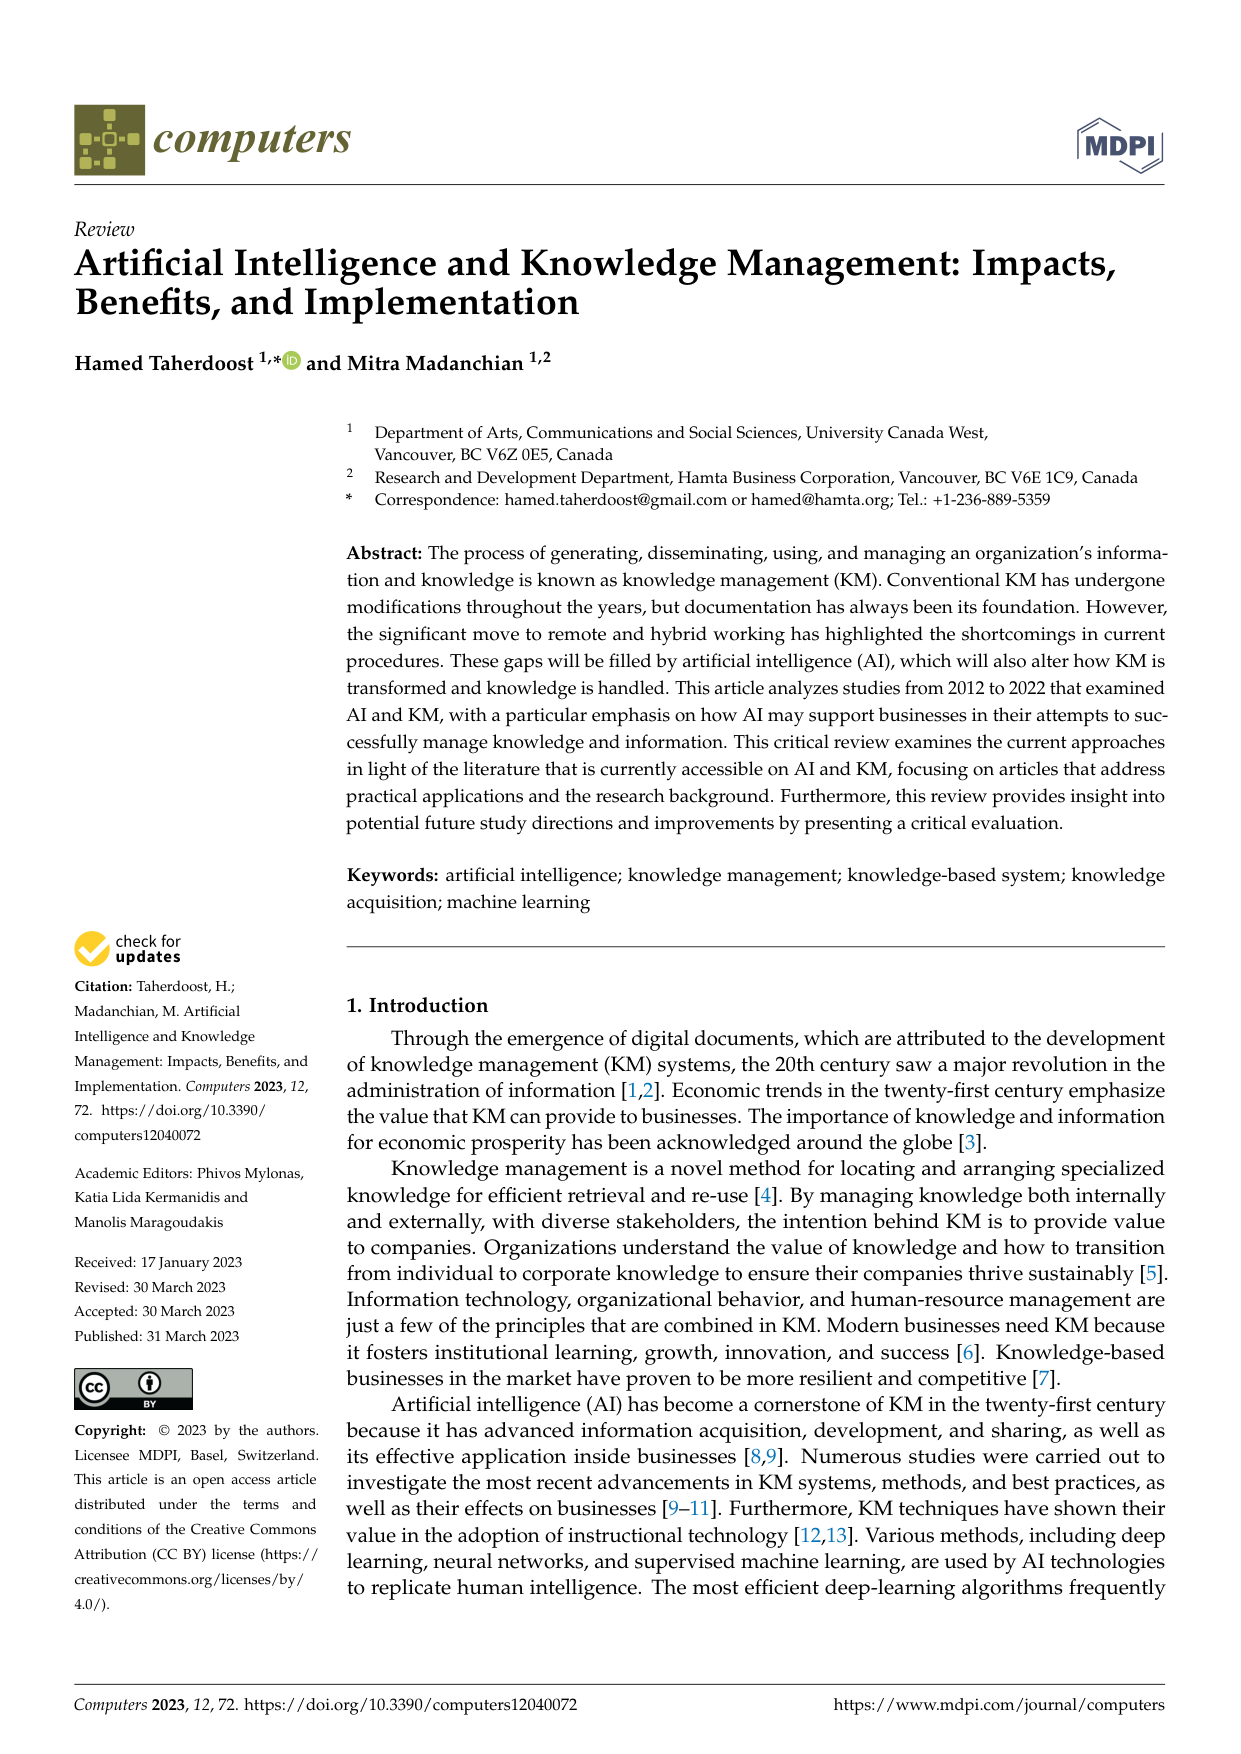 computers
MDPI
Review
Artificial Intelligence and Knowledge Management: Impacts,
Benefits, and Implementation
Hamed Taherdoost 1,* iD and Mitra Madanchian 1,2
1 Department of Arts, Communications and Social Sciences, University Canada West,
Vancouver, BC V6Z 0E5, Canada
2 Research and Development Department, Hamta Business Corporation, Vancouver, BC V6E 1C9, Canada
* Correspondence: hamed.taherdoost@gmail.com or hamed@hamta.org; Tel.: +1-236-889-5359
Abstract: The process of generating, disseminating, using, and managing an organization's informa-
tion and knowledge is known as knowledge management (KM). Conventional KM has undergone
modifications throughout the years, but documentation has always been its foundation. However,
the significant move to remote and hybrid working has highlighted the shortcomings in current
procedures. These gaps will be filled by artificial intelligence (AI), which will also alter how KM is
transformed and knowledge is handled. This article analyzes studies from 2012 to 2022 that examined
AI and KM, with a particular emphasis on how AI may support businesses in their attempts to suc-
cessfully manage knowledge and information. This critical review examines the current approaches
in light of the literature that is currently accessible on AI and KM, focusing on articles that address
practical applications and the research background. Furthermore, this review provides insight into
potential future study directions and improvements by presenting a critical evaluation.
Keywords: artificial intelligence; knowledge management; knowledge-based system; knowledge
acquisition; machine learning
check for
updates
Citation: Taherdoost, H.;
Madanchian, M. Artificial
Intelligence and Knowledge
Management: Impacts, Benefits, and
Implementation. Computers 2023, 12,
72. https://doi.org/10.3390/
computers12040072
Academic Editors: Phivos Mylonas,
Katia Lida Kermanidis and
Manolis Maragoudakis
Received: 17 January 2023
Revised: 30 March 2023
Accepted: 30 March 2023
Published: 31 March 2023
CC BY
Copyright: © 2023 by the authors.
Licensee MDPI, Basel, Switzerland.
This article is an open access article
distributed under the terms and
conditions of the Creative Commons
Attribution (CC BY) license (https://
creativecommons.org/licenses/by/
4.0/).
1. Introduction
Through the emergence of digital documents, which are attributed to the development
of knowledge management (KM) systems, the 20th century saw a major revolution in the
administration of information [1,2]. Economic trends in the twenty-first century emphasize
the value that KM can provide to businesses. The importance of knowledge and information
for economic prosperity has been acknowledged around the globe [3].
Knowledge management is a novel method for locating and arranging specialized
knowledge for efficient retrieval and re-use [4]. By managing knowledge both internally
and externally, with diverse stakeholders, the intention behind KM is to provide value
to companies. Organizations understand the value of knowledge and how to transition
from individual to corporate knowledge to ensure their companies thrive sustainably [5].
Information technology, organizational behavior, and human-resource management are
just a few of the principles that are combined in KM. Modern businesses need KM because
it fosters institutional learning, growth, innovation, and success [6]. Knowledge-based
businesses in the market have proven to be more resilient and competitive [7].
Artificial intelligence (AI) has become a cornerstone of KM in the twenty-first century
because it has advanced information acquisition, development, and sharing, as well as
its effective application inside businesses [8,9]. Numerous studies were carried out to
investigate the most recent advancements in KM systems, methods, and best practices, as
well as their effects on businesses [9–11]. Furthermore, KM techniques have shown their
value in the adoption of instructional technology [12,13]. Various methods, including deep
learning, neural networks, and supervised machine learning, are used by AI technologies
to replicate human intelligence. The most efficient deep-learning algorithms frequently
Computers 2023, 12, 72. https://doi.org/10.3390/computers12040072
https://www.mdpi.com/journal/computers